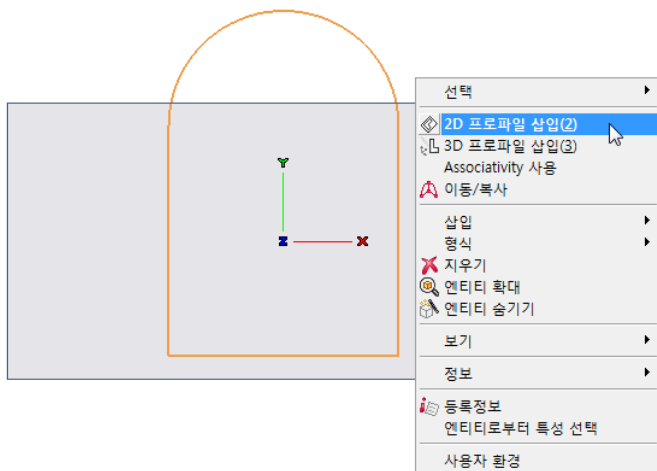 선택
2D 프로파일 삽입(2)
3D 프로파일 삽입(3)
Associativity 사용
이동/복사
삽입
형식
지우기
엔티티 확대
엔티티 숨기기
보기
정보
등록정보
엔티티로부터 특성 선택
사용자 환경
Y
Z X